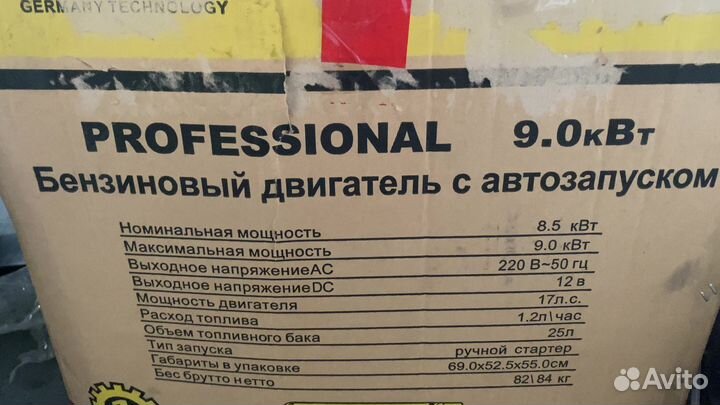 GERMANY TECHNOLOGY
PROFESSIONAL 9.0кВт
Бензиновый двигатель с автозапуском
Номинальная мощность 8.5 кВт
Максимальная мощность 9.0 кВт
Выходное напряжениеAC 220 В~50 гц
Выходное напряжениеDC 12 в
Мощность двигателя 17л.с.
Расход топлива 1.2л\час
Объем топливного бака 25л
Тип запуска ручной стартер
Габариты в упаковке 69.0x52.5x55.0см
Вес брутто нетто 82\84 кг
Avito